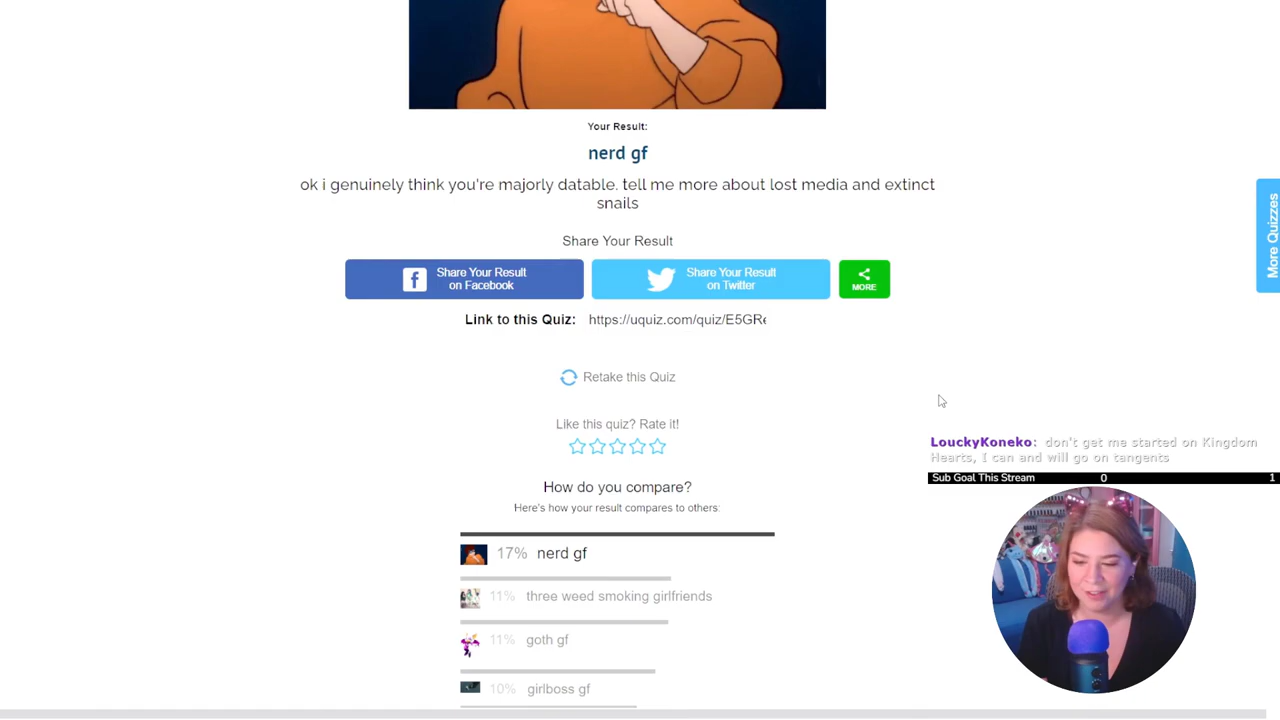 Your Result:
nerd gf
ok i genuinely think you're majorly datable. tell me more about lost media and extinct
snails
Share Your Result
Share Your Result
on Facebook
Share Your Result
on Twitter
MORE
Link to this Quiz: https://uquiz.com/quiz/E5GRe
Retake this Quiz
Like this quiz? Rate it!
How do you compare?
Here's how your result compares to others:
17% nerd gf
11% three weed smoking girlfriends
11% goth gf
10% girlboss gf
More Quizzes
LouckyKoneko: don't get me started on Kingdom
Hearts, I can and will go on tangents
Sub Goal This Stream 0 1